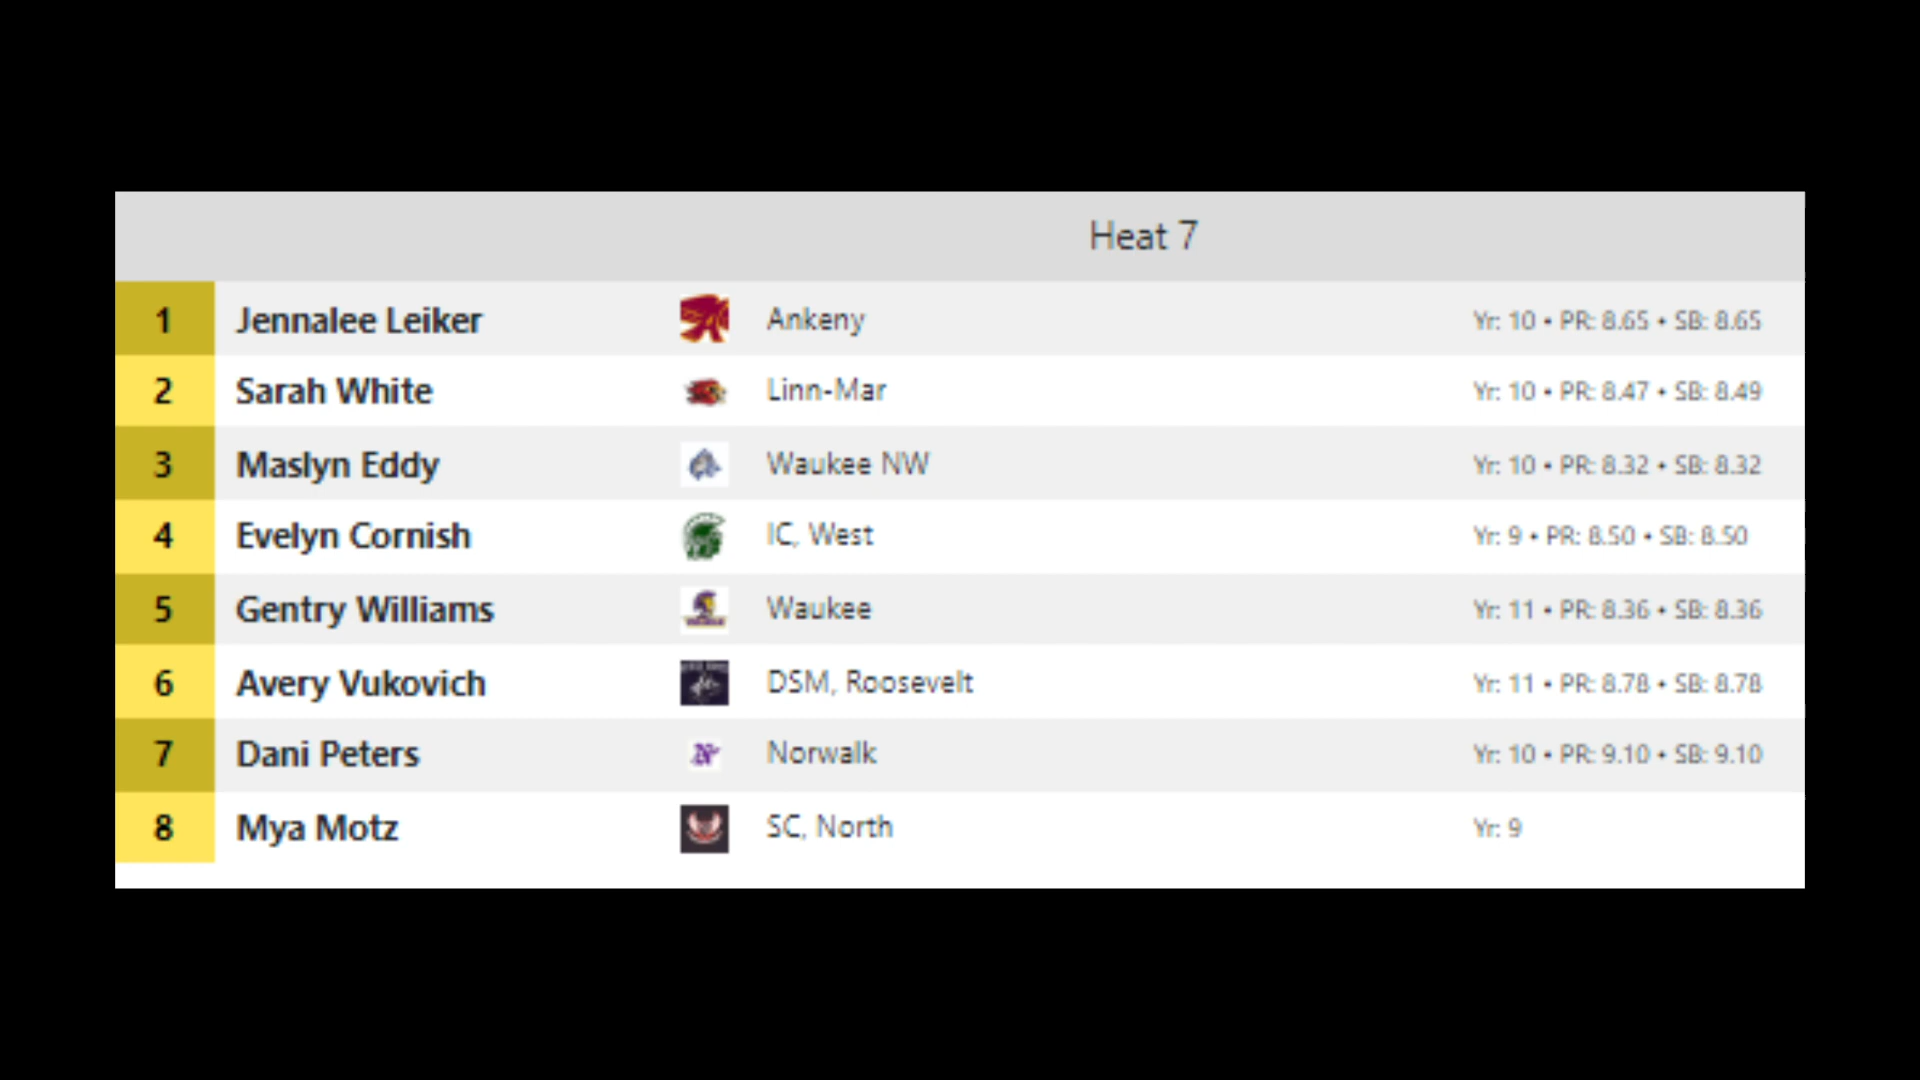 Heat 7
1 Jennalee Leiker Ankeny Yr: 10 • PR: 8.65 • SB: 8.65
2 Sarah White Linn-Mar Yr: 10 • PR: 8.47 • SB: 8.49
3 Maslyn Eddy Waukee NW Yr: 10 • PR: 8.32 • SB: 8.32
4 Evelyn Cornish IC, West Yr: 9 • PR: 8.50 • SB: 8.50
5 Gentry Williams Waukee Yr: 11 • PR: 8.36 • SB: 8.36
6 Avery Vukovich DSM, Roosevelt Yr: 11 • PR: 8.78 • SB: 8.78
7 Dani Peters Norwalk Yr: 10 • PR: 9.10 • SB: 9.10
8 Mya Motz SC, North Yr: 9